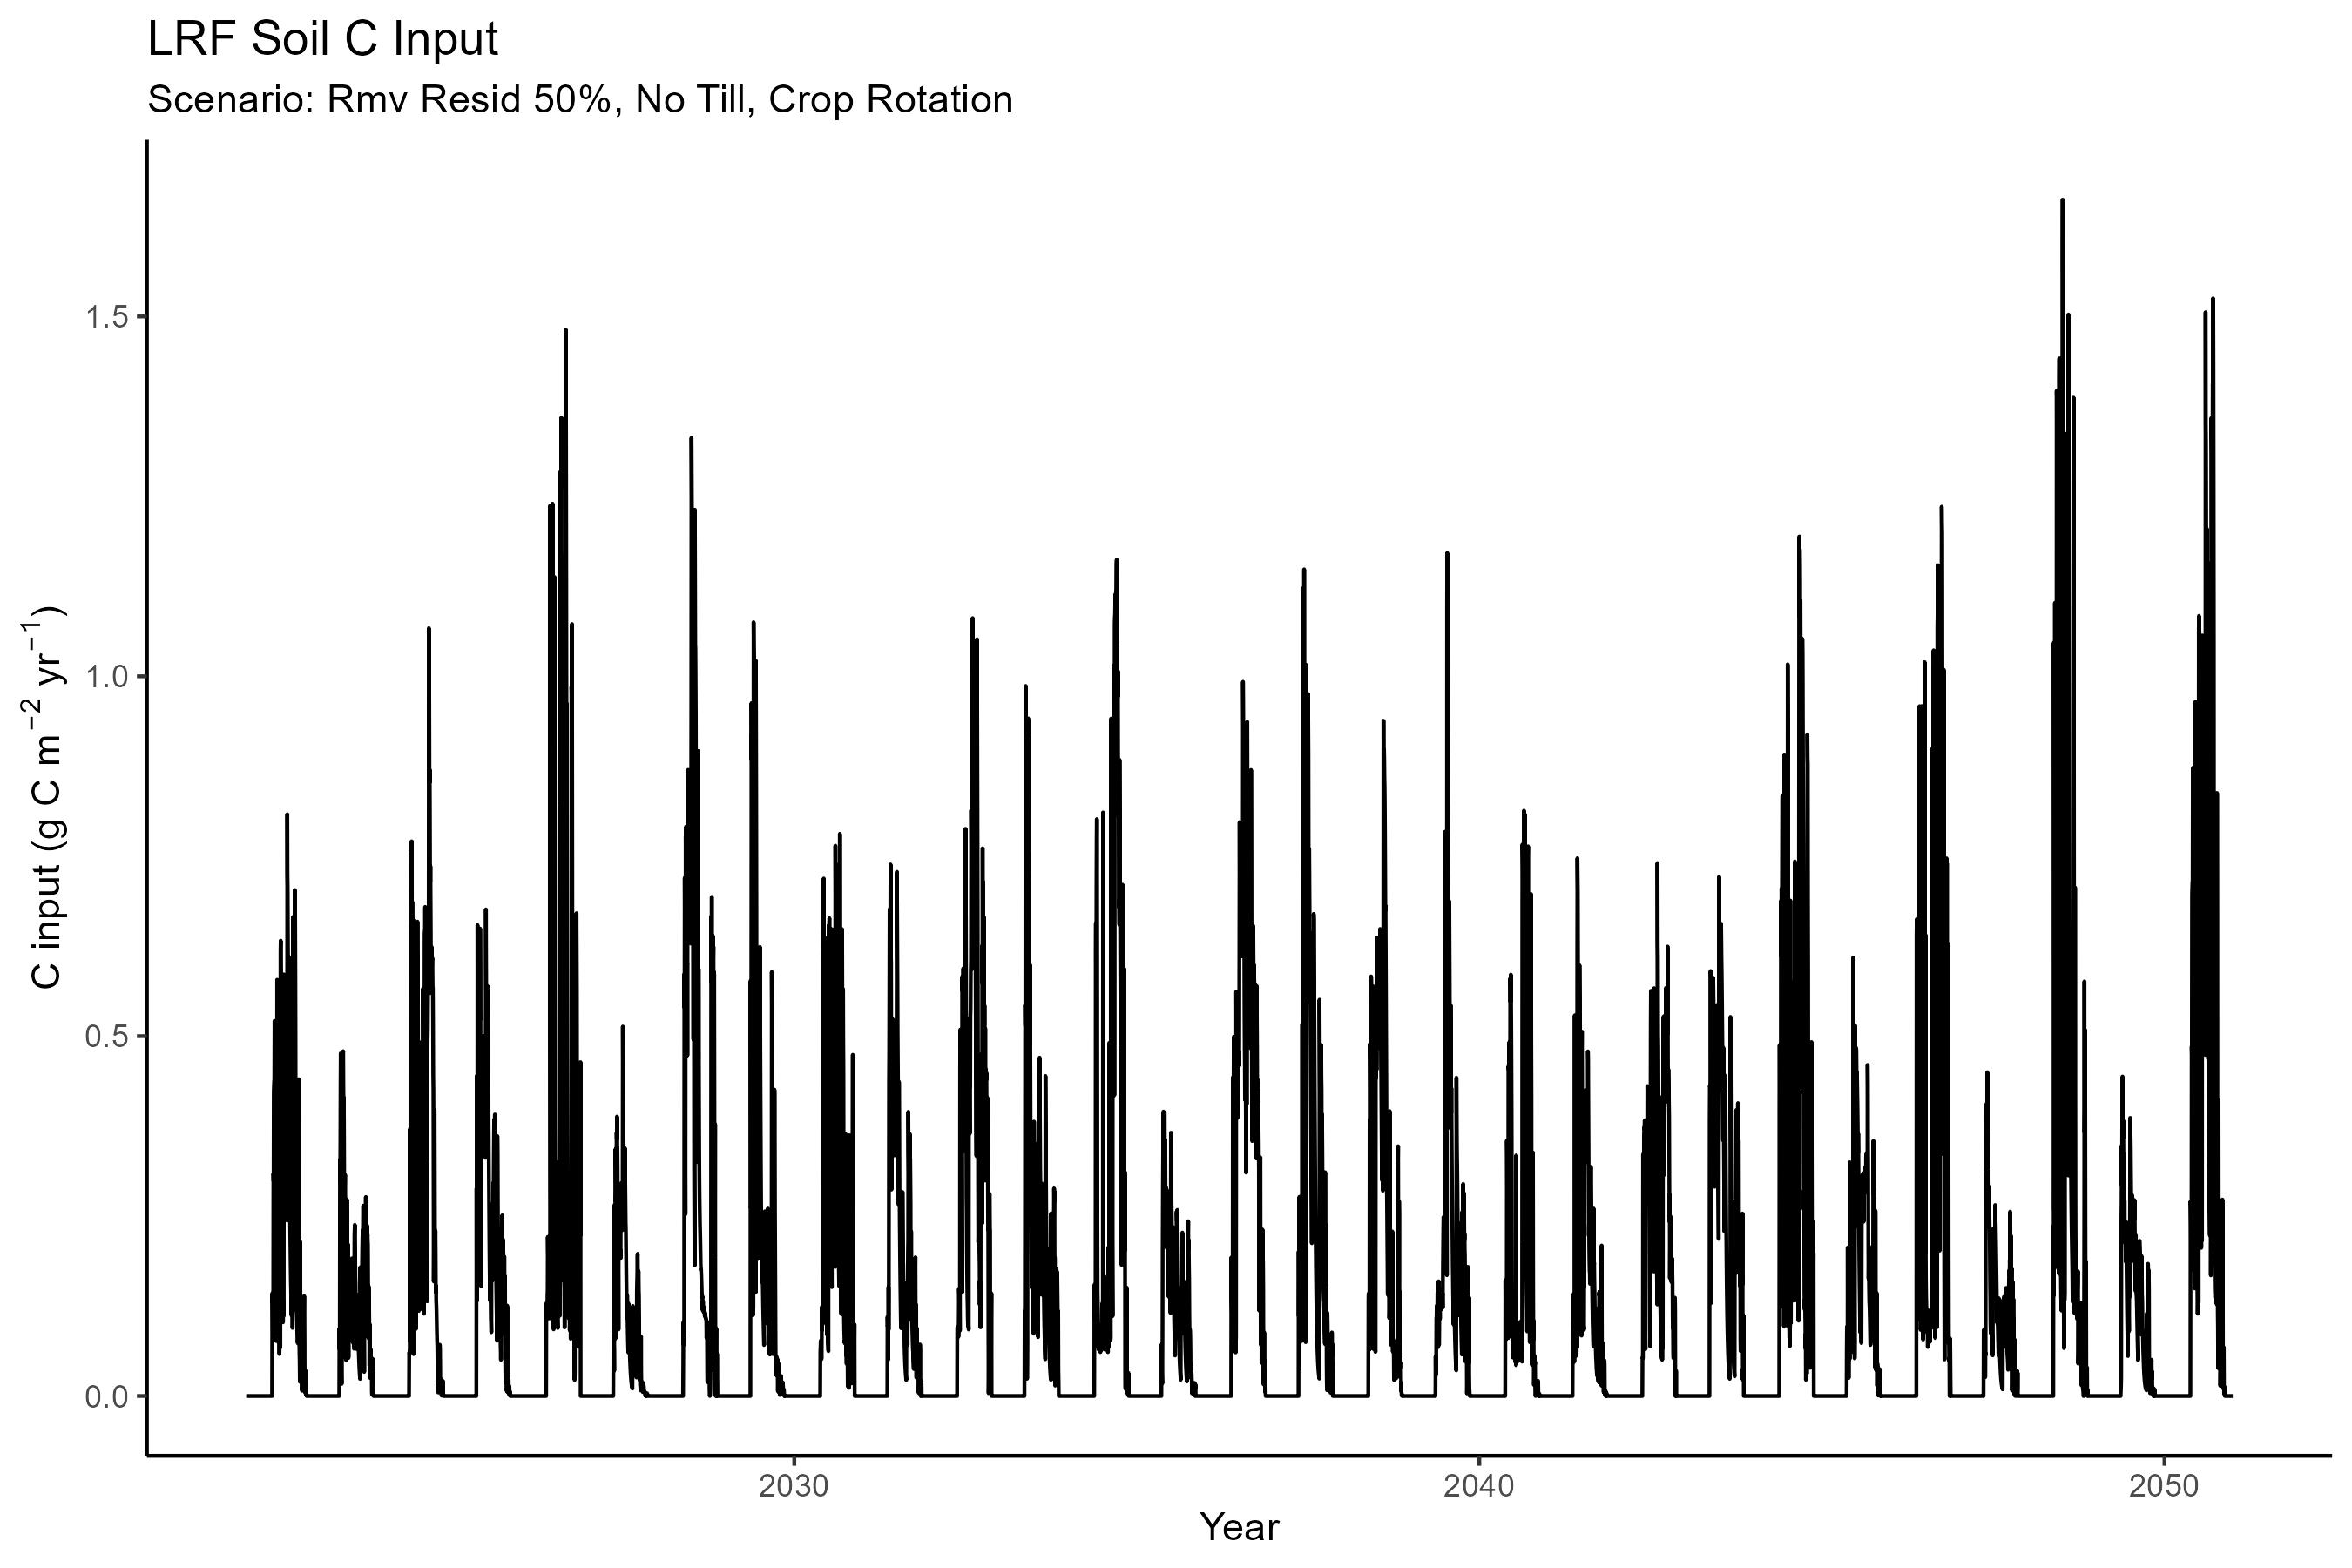 LRF Soil C Input
Scenario: Rmv Resid 50%, No Till, Crop Rotation
C input (g C m⁻² yr⁻¹)
1.5
1.0
0.5
0.0
2030
2040
2050
Year